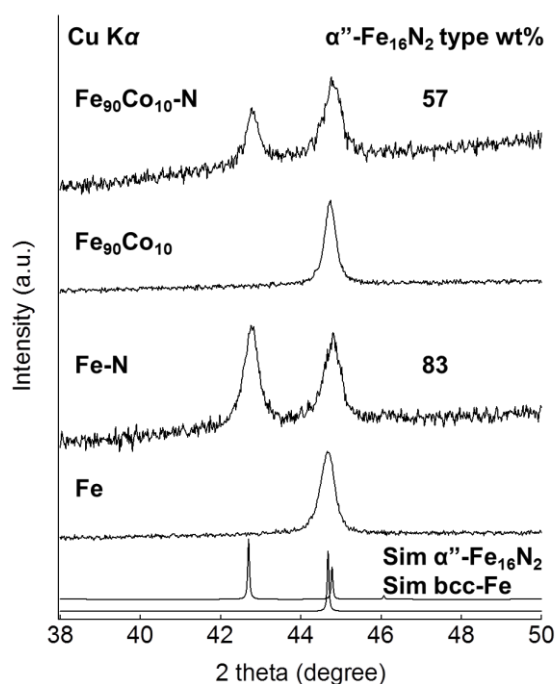 Cu Kα
α”-Fe₁₆N₂ type wt%
Fe₉₀Co₁₀-N
57
Fe₉₀Co₁₀
Fe-N
83
Fe
Sim α”-Fe₁₆N₂
Sim bcc-Fe
38 40 42 44 46 48 50
2 theta (degree)
Intensity (a.u.)